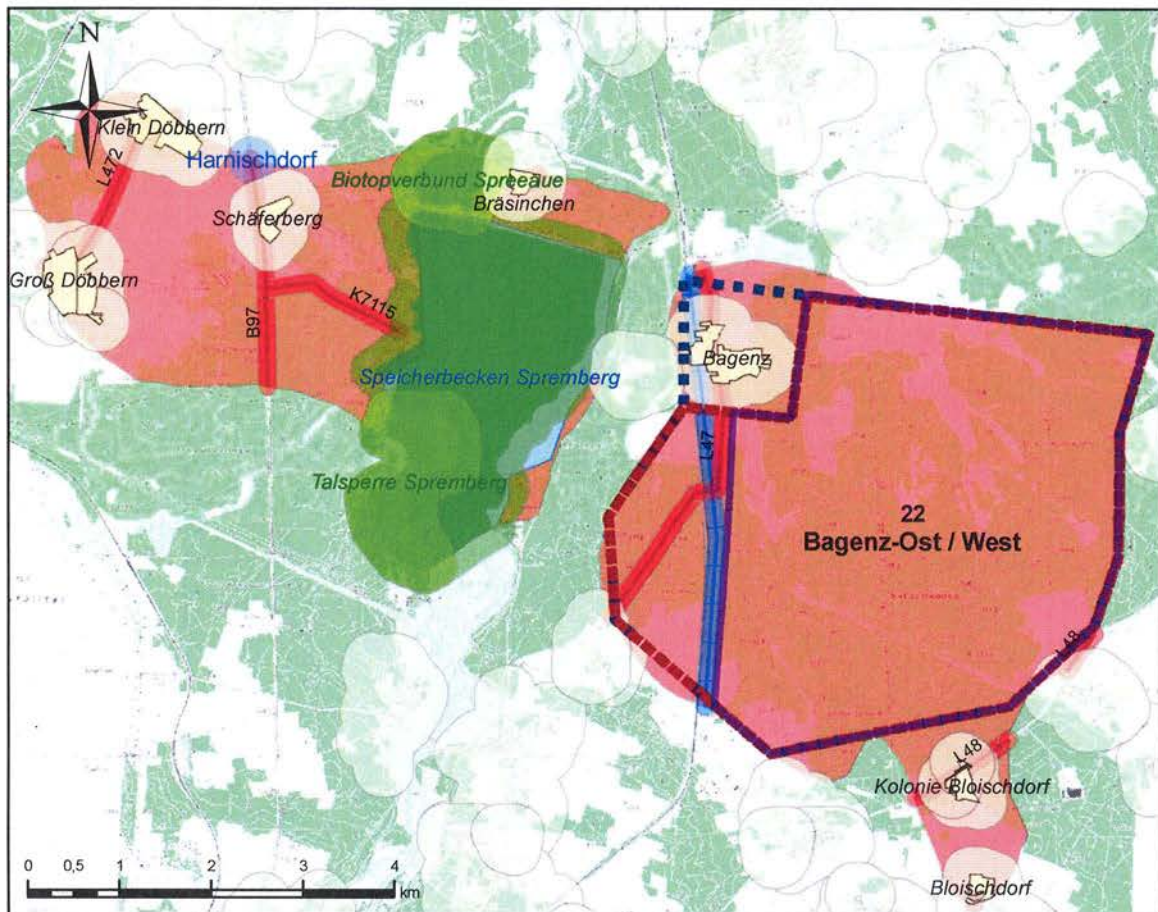 N
Klein Döbbern
Harnischdorf
L472
Biotopverbund Spreeaue
Bräsinchen
Schäferberg
Groß Döbbern
K7115
B97
Bagenz
Speicherbecken Spremberg
L47
Talsperre Spremberg
22
Bagenz-Ost / West
L48
L48
Kolonie Bloischdorf
Bloischdorf
0 0,5 1 2 3 4
km